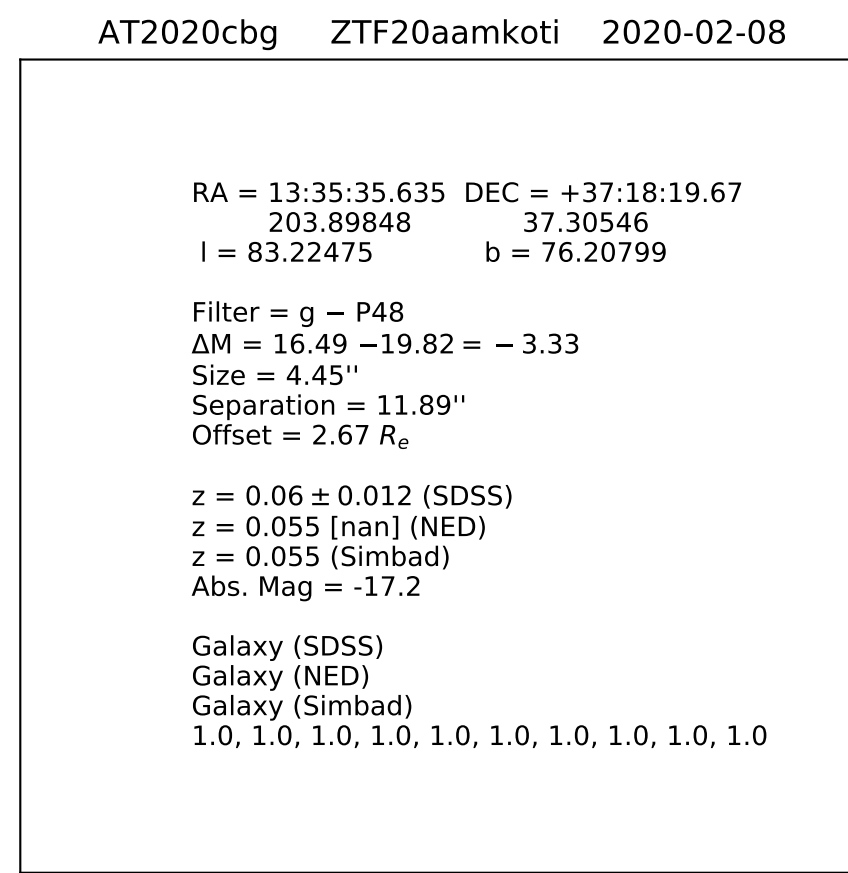 AT2020cbg ZTF20aamkoti 2020-02-08
RA = 13:35:35.635 DEC = +37:18:19.67
203.89848 37.30546
l = 83.22475 b = 76.20799
Filter = g − P48
ΔM = 16.49 −19.82 = − 3.33
Size = 4.45''
Separation = 11.89''
Offset = 2.67 Re
z = 0.06 ± 0.012 (SDSS)
z = 0.055 [nan] (NED)
z = 0.055 (Simbad)
Abs. Mag = -17.2
Galaxy (SDSS)
Galaxy (NED)
Galaxy (Simbad)
1.0, 1.0, 1.0, 1.0, 1.0, 1.0, 1.0, 1.0, 1.0, 1.0